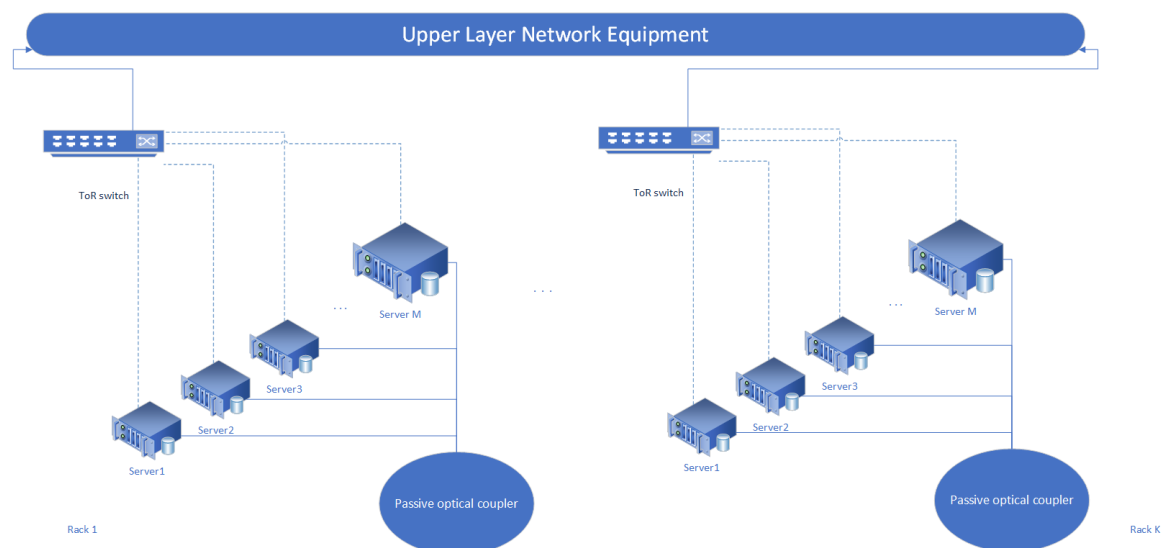 Upper Layer Network Equipment
ToR switch
ToR switch
. . .
Server M
. . .
. . .
Server M
Server3
Server3
Server2
Server2
Server1
Server1
Passive optical coupler
Passive optical coupler
Rack 1
Rack K